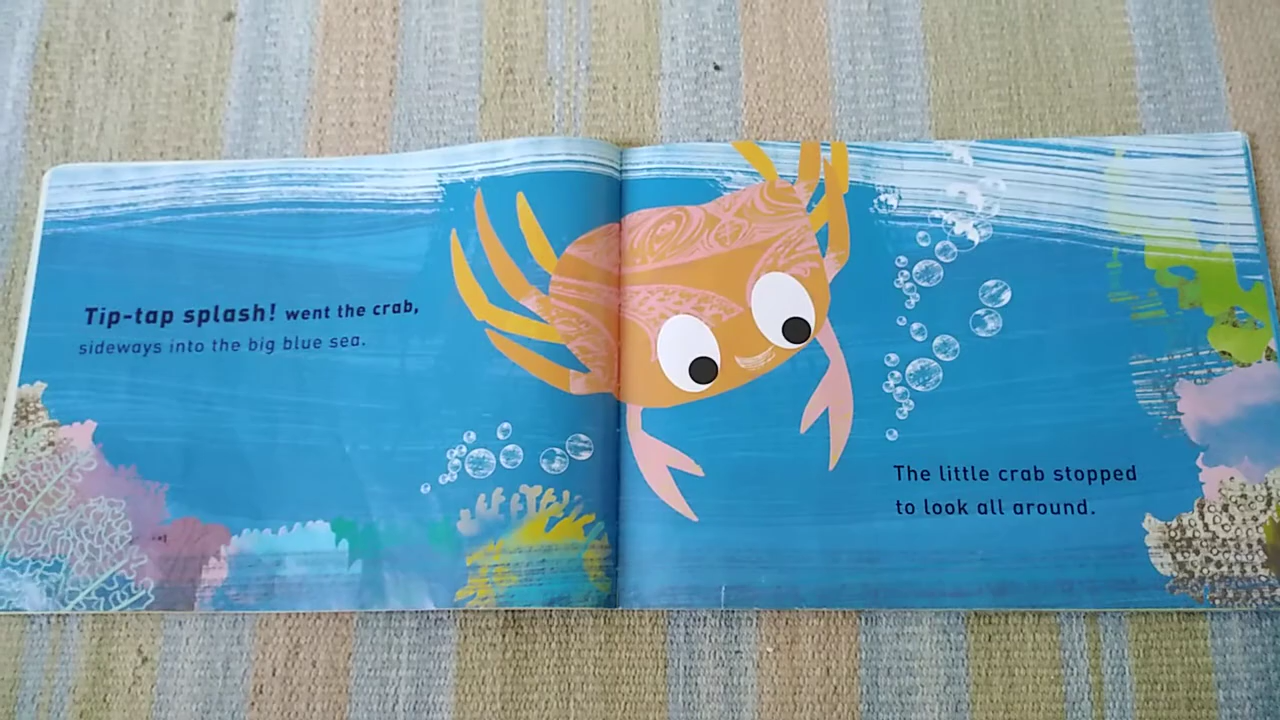 Tip-tap splash! went the crab,
sideways into the big blue sea.
The little crab stopped
to look all around.